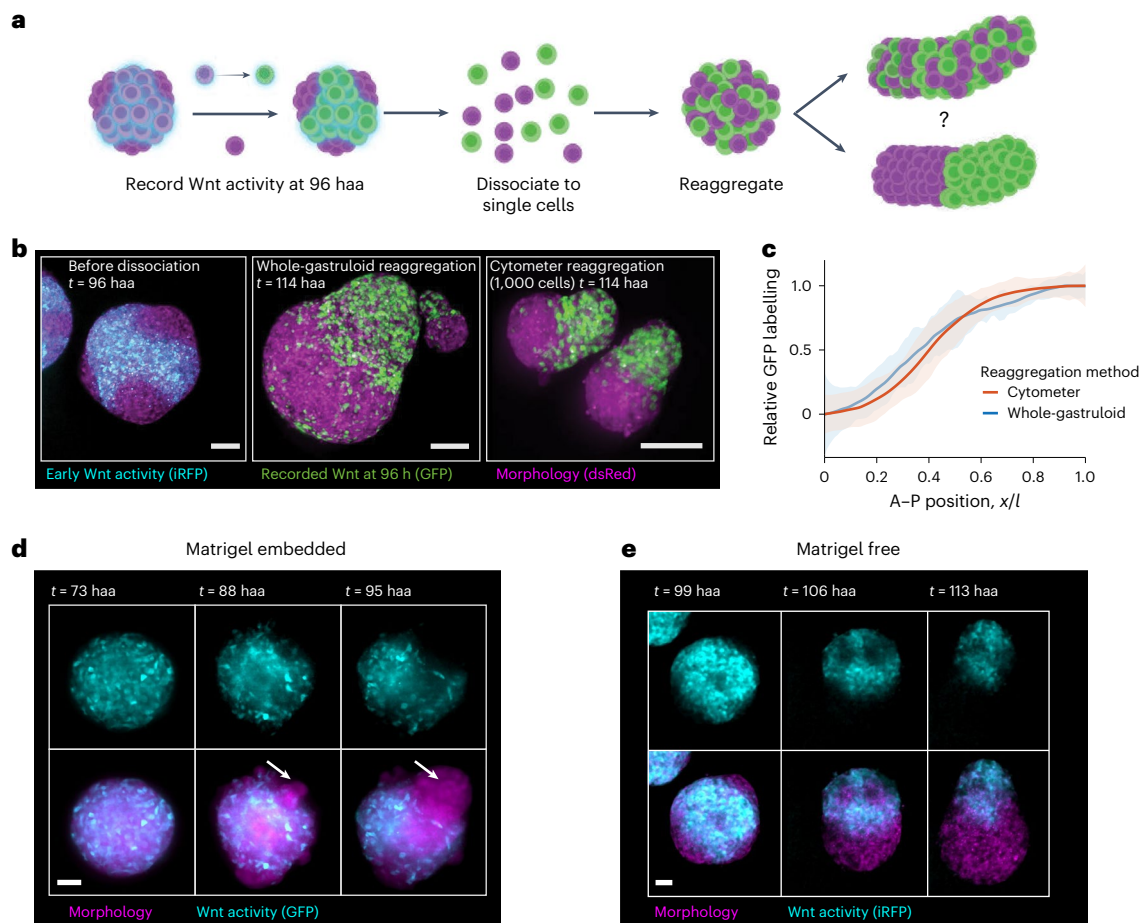 a
Record Wnt activity at 96 haa
Dissociate to
single cells
Reaggregate
?
b
Before dissociation
t = 96 haa
Whole-gastruloid reaggregation
t = 114 haa
Cytometer reaggregation
(1,000 cells) t = 114 haa
Early Wnt activity (iRFP)
Recorded Wnt at 96 h (GFP)
Morphology (dsRed)
c
Relative GFP labelling
1.0
0.5
0
Reaggregation method
Cytometer
Whole-gastruloid
0
0.2
0.4
0.6
0.8
1.0
A–P position, x/l
d
Matrigel embedded
t = 73 haa
t = 88 haa
t = 95 haa
Morphology
Wnt activity (GFP)
e
Matrigel free
t = 99 haa
t = 106 haa
t = 113 haa
Morphology
Wnt activity (iRFP)